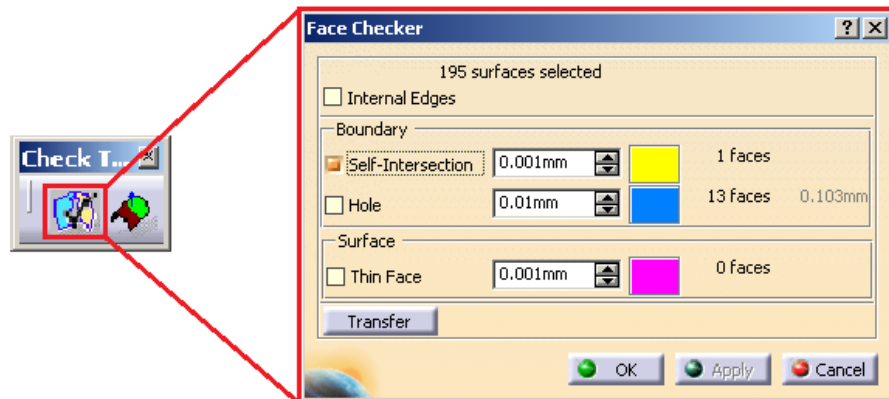 Face Checker
195 surfaces selected
Internal Edges
Boundary
Self-Intersection 0.001mm 1 faces
Hole 0.01mm 13 faces 0.103mm
Surface
Thin Face 0.001mm 0 faces
Transfer
OK Apply Cancel
Check T...